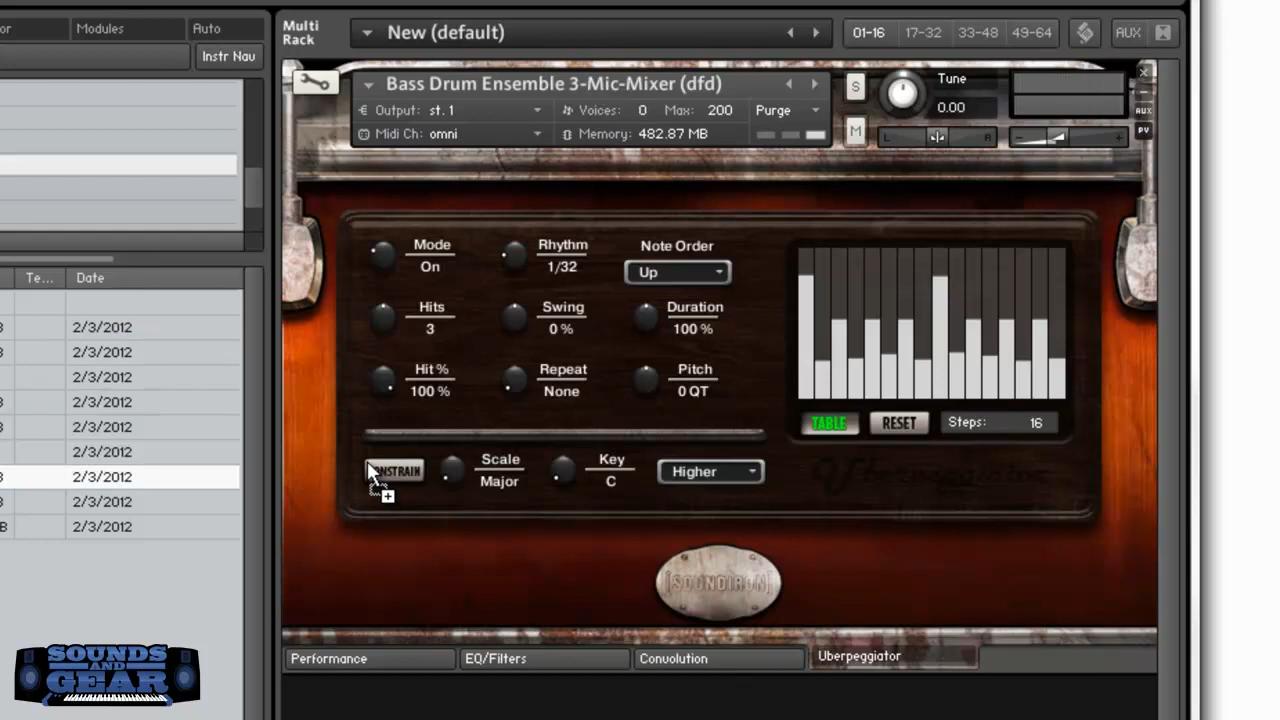 or Modules Auto
Instr Nav
Multi
Rack
New (default)
01-16 17-32 33-48 49-64 AUX
Bass Drum Ensemble 3-Mic-Mixer (dfd)
S
Tune
0.00
Output: st. 1 Voices: 0 Max: 200 Purge
M
Midi Ch: omni Memory: 482.87 MB
L R
AUX
PV
Te... Date
2/3/2012
2/3/2012
2/3/2012
2/3/2012
2/3/2012
2/3/2012
2/3/2012
2/3/2012
B 2/3/2012
Mode
On
Rhythm
1/32
Note Order
Up
Hits
3
Swing
0 %
Duration
100 %
Hit %
100 %
Repeat
None
Pitch
0 QT
TABLE RESET Steps: 16
Scale
Major
Key
C
Higher
Uberpeggiator
SOUNDIRON
Performance EQ/Filters Convolution Uberpeggiator
SOUNDS
AND
GEAR